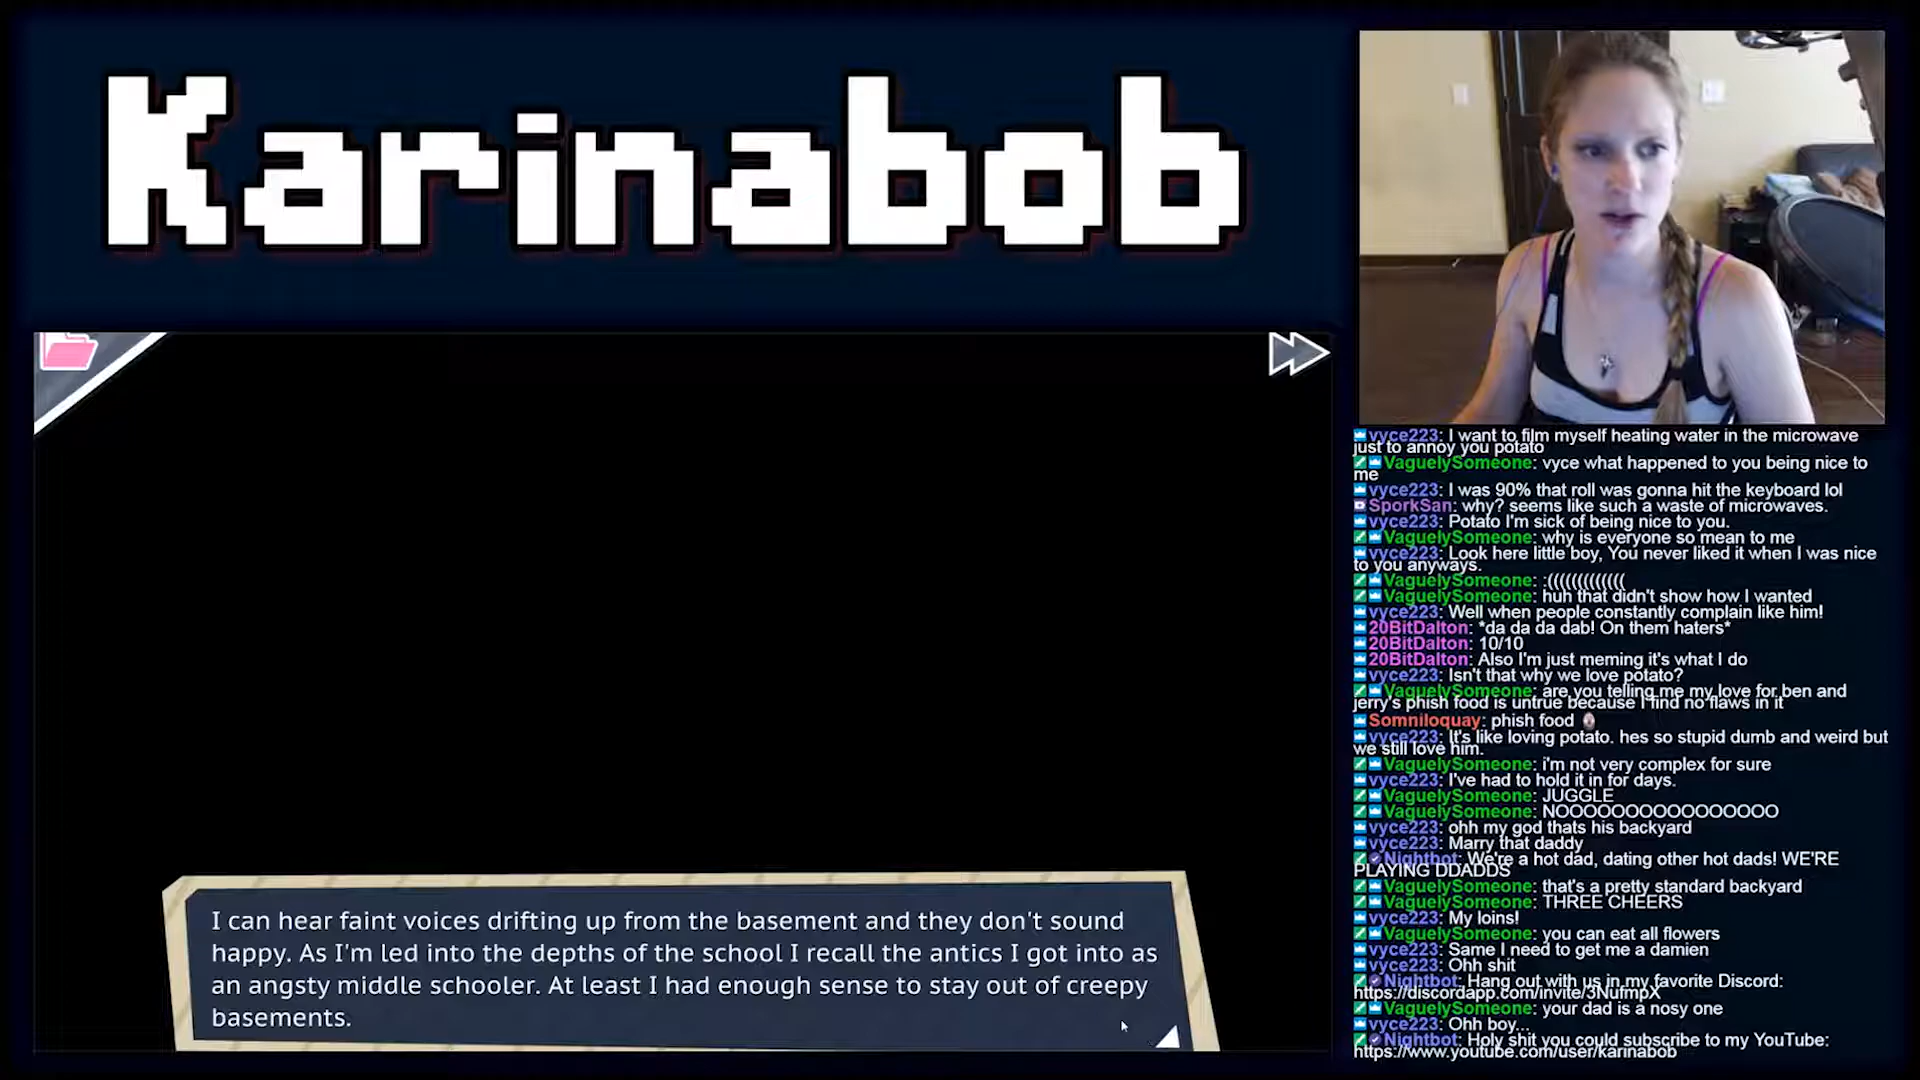 Karinabob
I can hear faint voices drifting up from the basement and they don't sound
happy. As I'm led into the depths of the school I recall the antics I got into as
an angsty middle schooler. At least I had enough sense to stay out of creepy
basements.
vyce223: I want to film myself heating water in the microwave
just to annoy you potato
VaguelySomeone: vyce what happened to you being nice to
me
vyce223: I was 90% that roll was gonna hit the keyboard lol
SporkSan: why? seems like such a waste of microwaves.
vyce223: Potato I'm sick of being nice to you.
VaguelySomeone: why is everyone so mean to me
vyce223: Look here little boy, You never liked it when I was nice
to you anyways.
VaguelySomeone: :(((((((((((((
VaguelySomeone: huh that didn't show how I wanted
vyce223: Well when people constantly complain like him!
20BitDalton: *da da da dab! On them haters*
20BitDalton: 10/10
20BitDalton: Also I'm just meming it's what I do
vyce223: Isn't that why we love potato?
VaguelySomeone: are you telling me my love for ben and
jerry's phish food is untrue because I find no flaws in it
Somniloquay: phish food
vyce223: It's like loving potato. hes so stupid dumb and weird but
we still love him.
VaguelySomeone: i'm not very complex for sure
vyce223: I've had to hold it in for days.
VaguelySomeone: JUGGLE
VaguelySomeone: NOOOOOOOOOOOOOOOO
vyce223: ohh my god thats his backyard
vyce223: Marry that daddy
Nightbot: We're a hot dad, dating other hot dads! WE'RE
PLAYING DDADDS
VaguelySomeone: that's a pretty standard backyard
VaguelySomeone: THREE CHEERS
vyce223: My loins!
VaguelySomeone: you can eat all flowers
vyce223: Same I need to get me a damien
vyce223: Ohh shit
Nightbot: Hang out with us in my favorite Discord:
https://discordapp.com/invite/3NufmpX
VaguelySomeone: your dad is a nosy one
vyce223: Ohh boy...
Nightbot: Holy shit you could subscribe to my YouTube:
https://www.youtube.com/user/karinabob